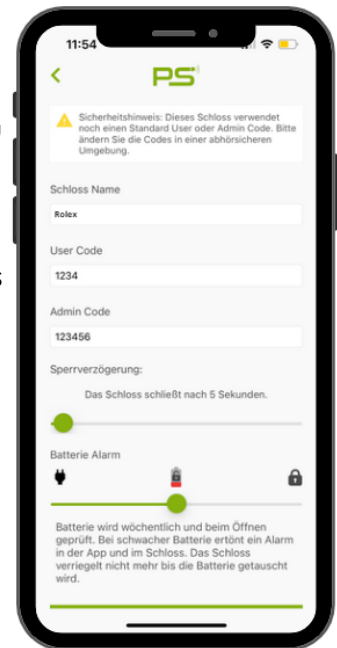 11:54
PS
Sicherheitshinweis: Dieses Schloss verwendet
noch einen Standard User oder Admin Code. Bitte
ändern Sie die Codes in einer abhörsicheren
Umgebung.
Schloss Name
Rolex
User Code
1234
Admin Code
123456
Sperrverzögerung:
Das Schloss schließt nach 5 Sekunden.
Batterie Alarm
Batterie wird wöchentlich und beim Öffnen
geprüft. Bei schwacher Batterie ertönt ein Alarm
in der App und im Schloss. Das Schloss
verriegelt nicht mehr bis die Batterie getauscht
wird.